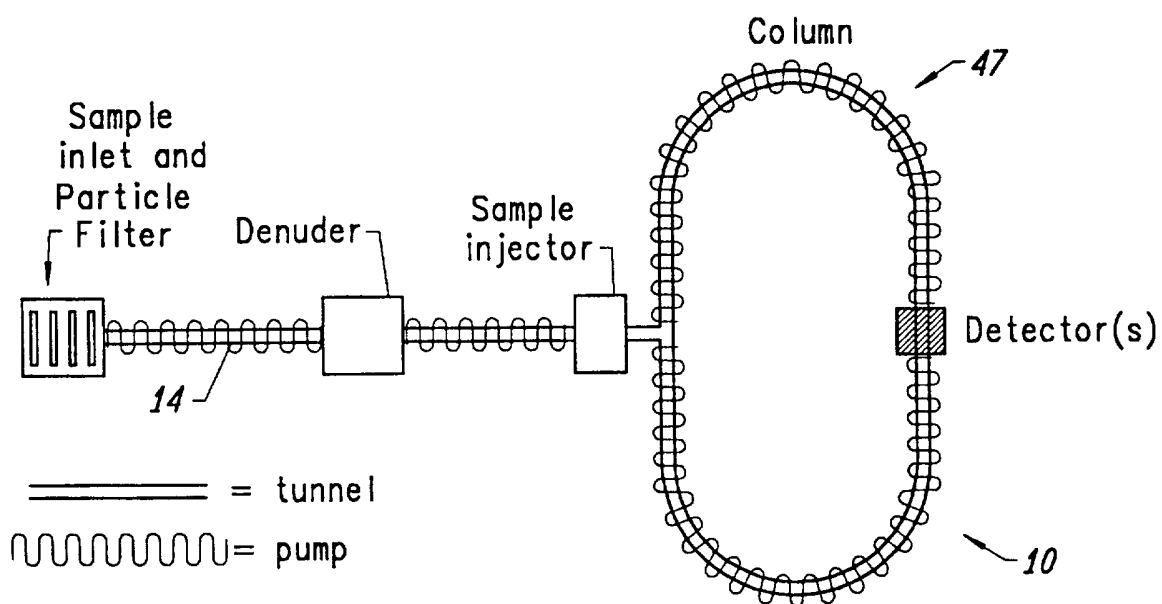 Column
47
Sample
inlet and
Particle
Filter
Denuder
Sample
injector
Detector(s)
14
= tunnel
= pump
10